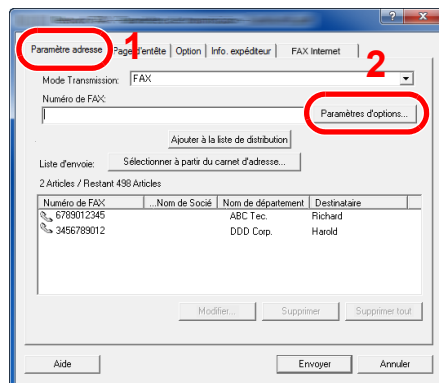 1
Paramètre adresse Page d'entête Option Info. expéditeur FAX Internet
2
Mode Transmission: FAX
Numéro de FAX:
Paramètres d'options...
Ajouter à la liste de distribution
Liste d'envoie: Sélectionner à partir du carnet d'adresse...
2 Articles / Restant 498 Articles
Numéro de FAX ...Nom de Socié Nom de département Destinataire
6789012345 ABC Tec. Richard
3456789012 DDD Corp. Harold
Modifier... Supprimer Supprimer tout
Aide Envoyer Annuler